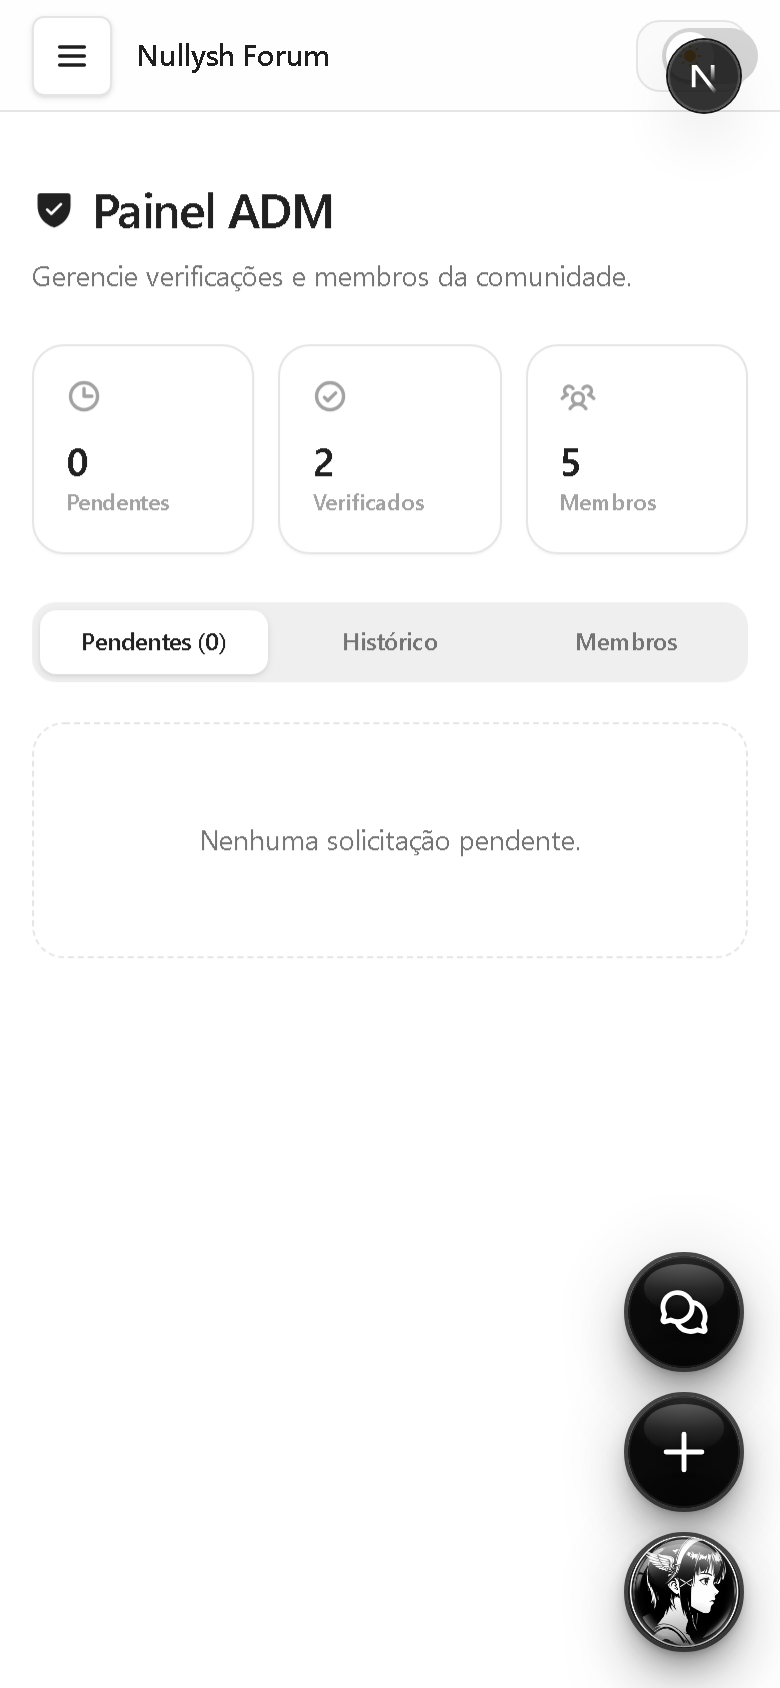 Nullysh Forum
N
Painel ADM
Gerencie verificações e membros da comunidade.
0
Pendentes
2
Verificados
5
Membros
Pendentes (0)
Histórico
Membros
Nenhuma solicitação pendente.